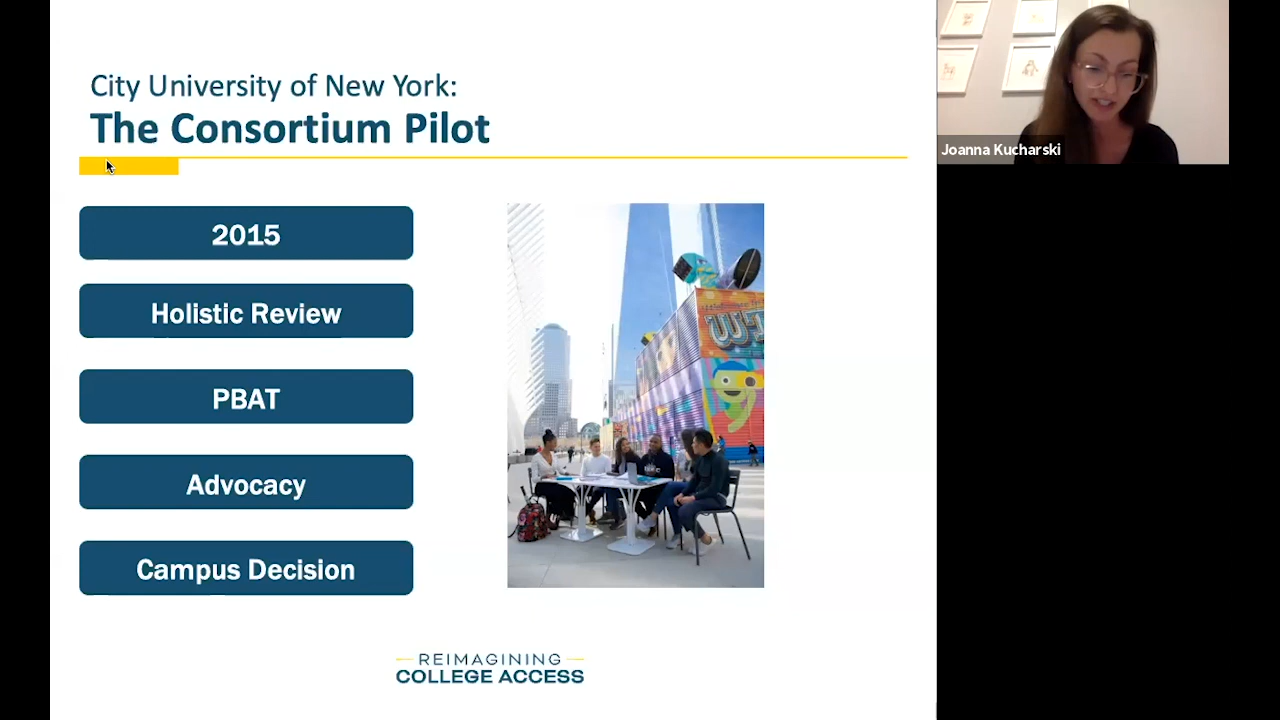 City University of New York:
The Consortium Pilot
2015
Holistic Review
PBAT
Advocacy
Campus Decision
REIMAGINING
COLLEGE ACCESS
Joanna Kucharski